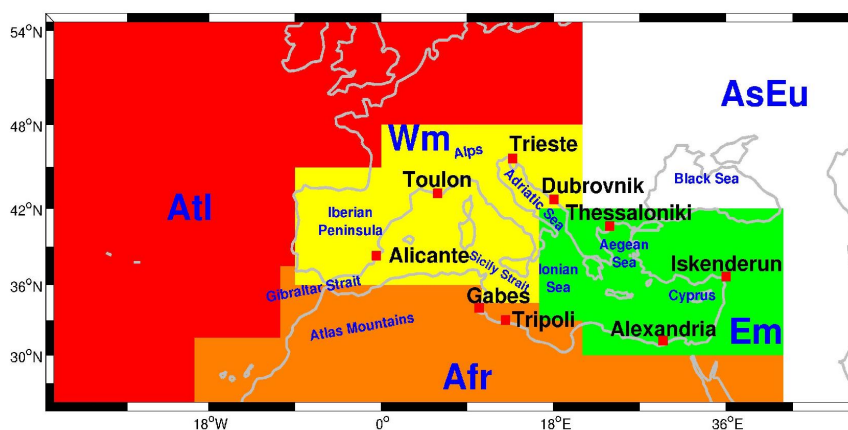 54°N
48°N
42°N
36°N
30°N
18°W
0°
18°E
36°E
AsEu
Wm
Alps
Trieste
Toulon
Adriatic Sea
Dubrovnik
Black Sea
Atl
Iberian
Peninsula
Thessaloniki
Aegean
Sea
Alicante
Sicily Strait
Ionian
Sea
Iskenderun
Gibraltar Strait
Gabes
Cyprus
Atlas Mountains
Tripoli
Alexandria
Em
Afr